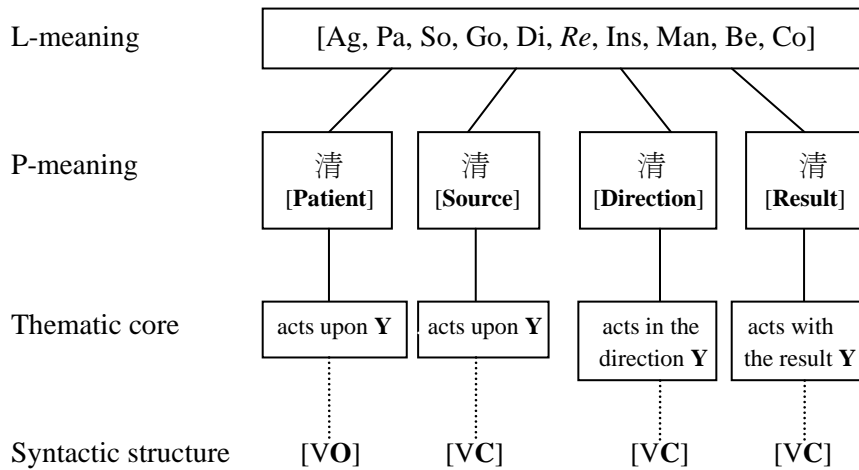 L-meaning [Ag, Pa, So, Go, Di, Re, Ins, Man, Be, Co]
P-meaning
清 清 清 清
[Patient] [Source] [Direction] [Result]
Thematic core
acts upon Y acts upon Y acts in the direction Y acts with the result Y
Syntactic structure [VO] [VC] [VC] [VC]